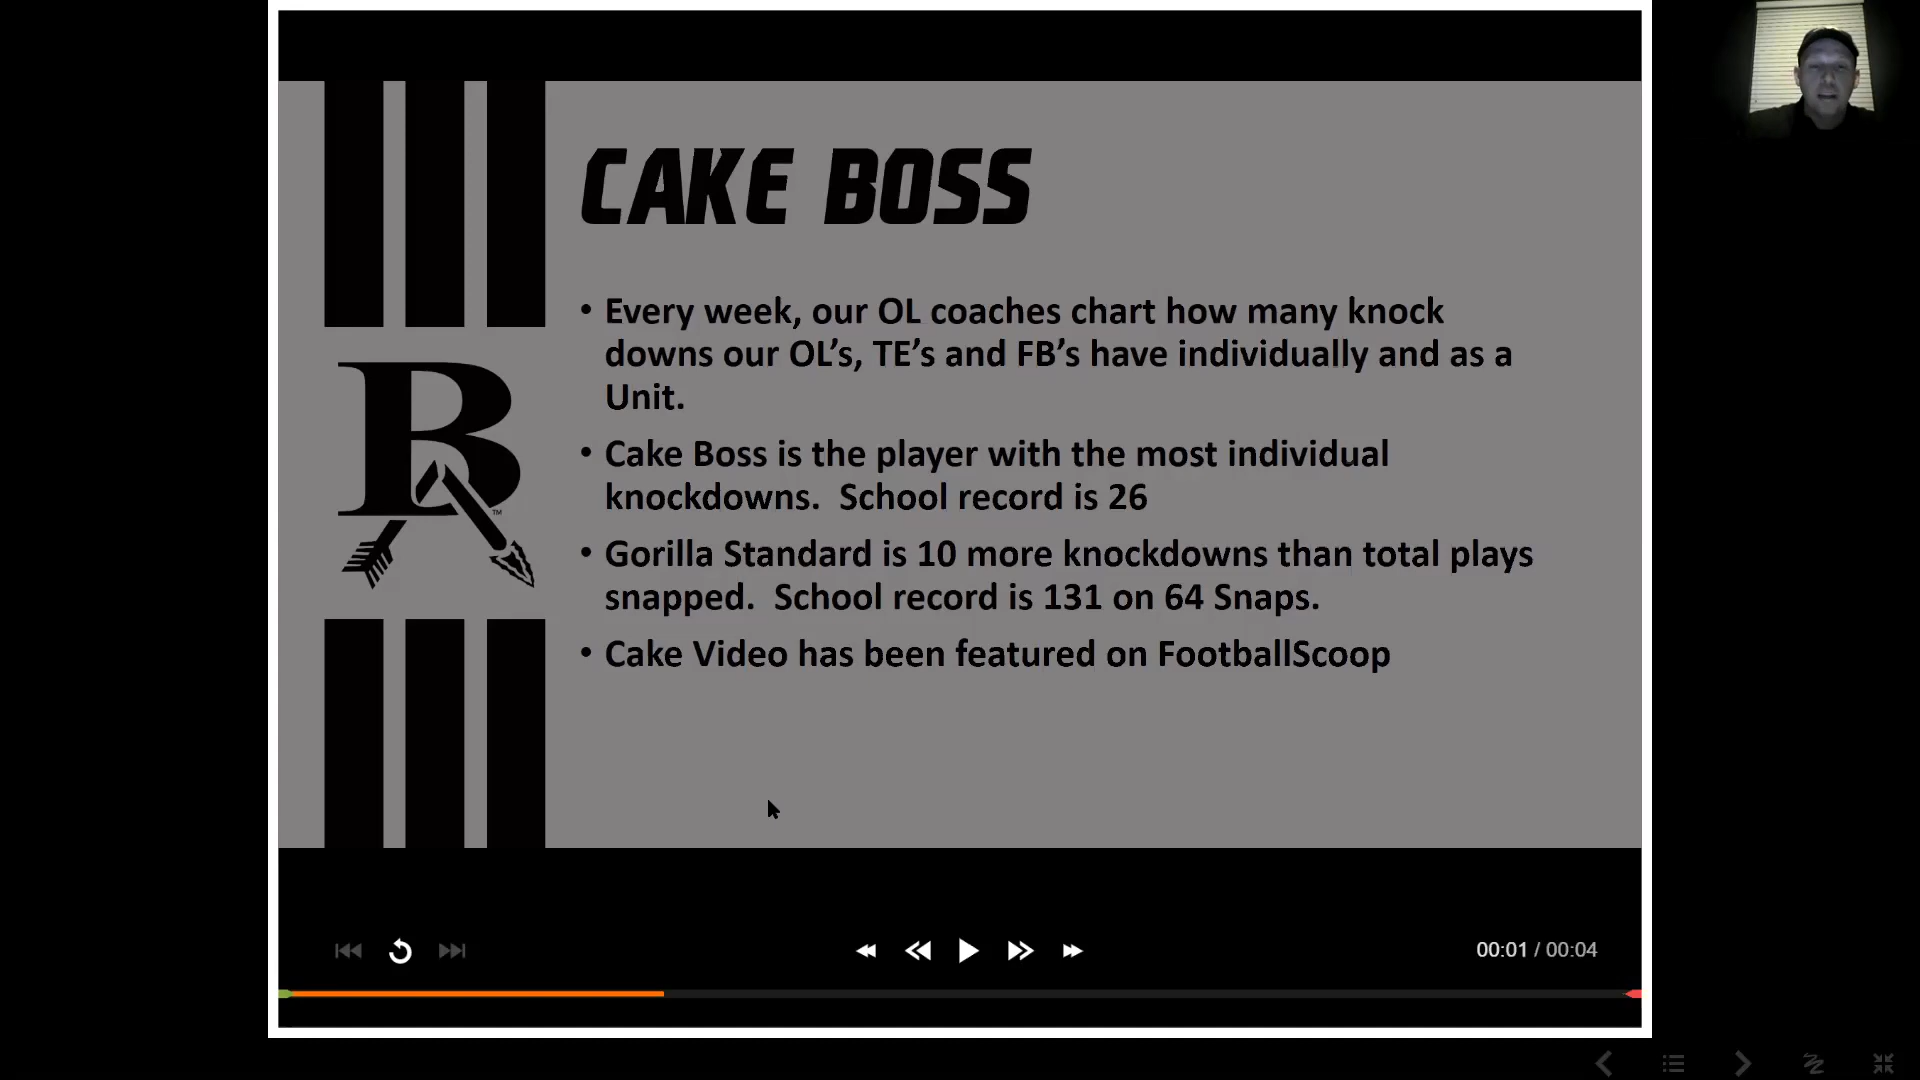 CAKE BOSS
• Every week, our OL coaches chart how many knock
downs our OL’s, TE’s and FB’s have individually and as a
Unit.
• Cake Boss is the player with the most individual
knockdowns.  School record is 26
• Gorilla Standard is 10 more knockdowns than total plays
snapped.  School record is 131 on 64 Snaps.
• Cake Video has been featured on FootballScoop
B
TM
00:01 / 00:04